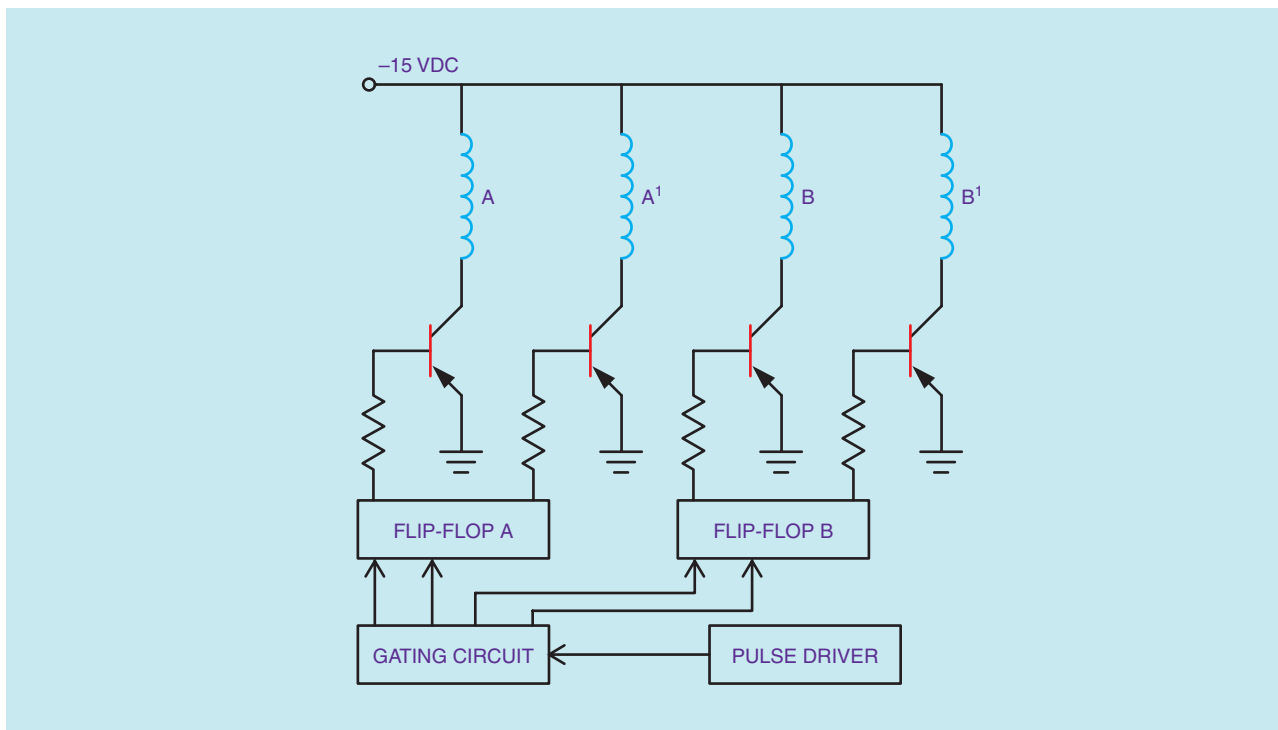 –15 VDC
A
A¹
B
B¹
FLIP-FLOP A
FLIP-FLOP B
GATING CIRCUIT
PULSE DRIVER